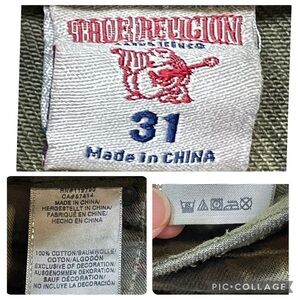 TRUE RELIGION
31
Made in CHINA
MADE IN CHINA
HERGESTELLT IN CHINA/
FABRIQUÉ EN CHINE/
HECHO EN CHINA
100% COTTON/BAUMWOLLE/
COTON/ALGODÓN
EXCLUSIVE OF DECORATION/
AUSGENOMMEN DEKORATION/
SAUF DÉCORATION/
NO INCLUYE LA DECORACIÓN
PIC•COLLAGE